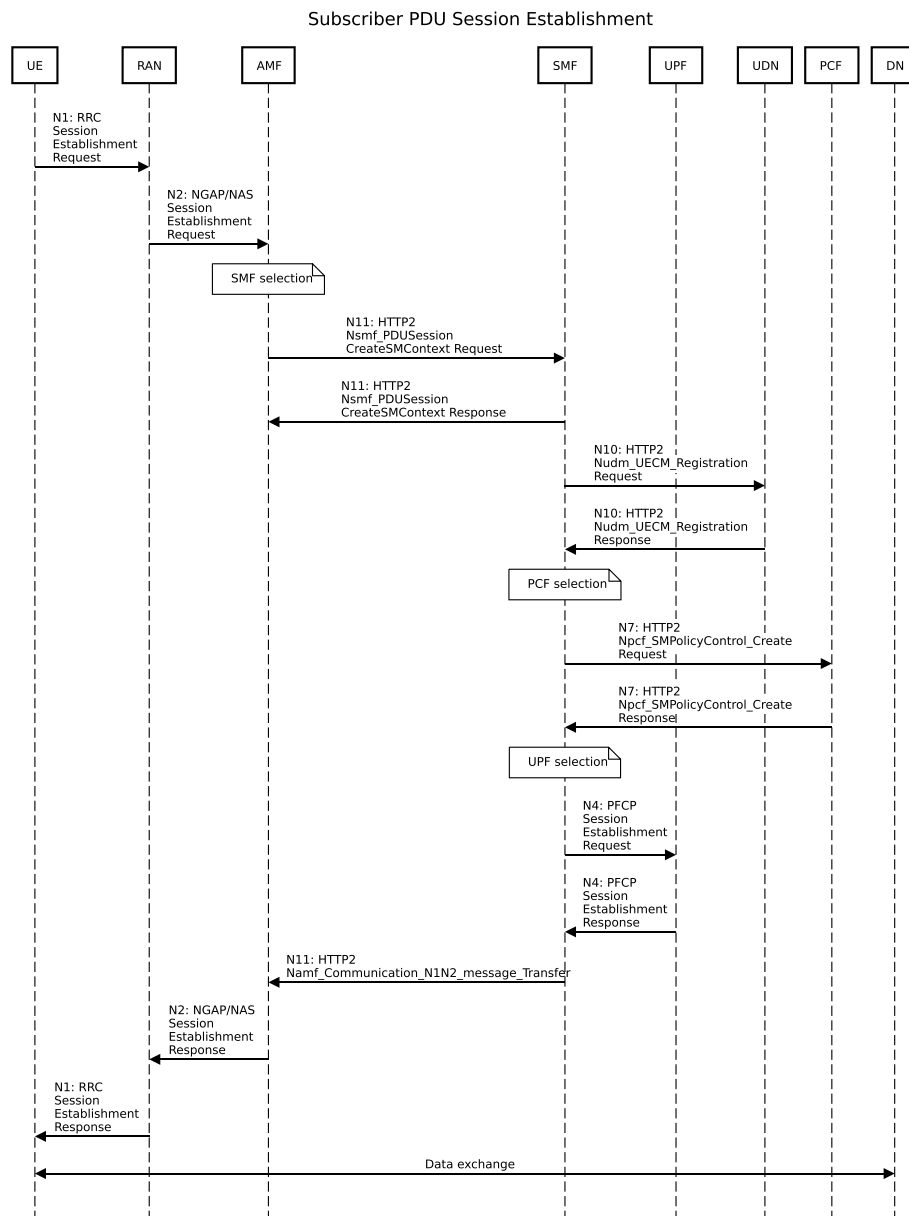 Subscriber PDU Session Establishment
UE
RAN
AMF
SMF
UPF
UDN
PCF
DN
N1: RRC
Session
Establishment
Request
N2: NGAP/NAS
Session
Establishment
Request
SMF selection
N11: HTTP2
Nsmf_PDUSession
CreateSMContext Request
N11: HTTP2
Nsmf_PDUSession
CreateSMContext Response
N10: HTTP2
Nudm_UECM_Registration
Request
N10: HTTP2
Nudm_UECM_Registration
Response
PCF selection
N7: HTTP2
Npcf_SMPolicyControl_Create
Request
N7: HTTP2
Npcf_SMPolicyControl_Create
Response
UPF selection
N4: PFCP
Session
Establishment
Request
N4: PFCP
Session
Establishment
Response
N11: HTTP2
Namf_Communication_N1N2_message_Transfer
N2: NGAP/NAS
Session
Establishment
Response
N1: RRC
Session
Establishment
Response
Data exchange